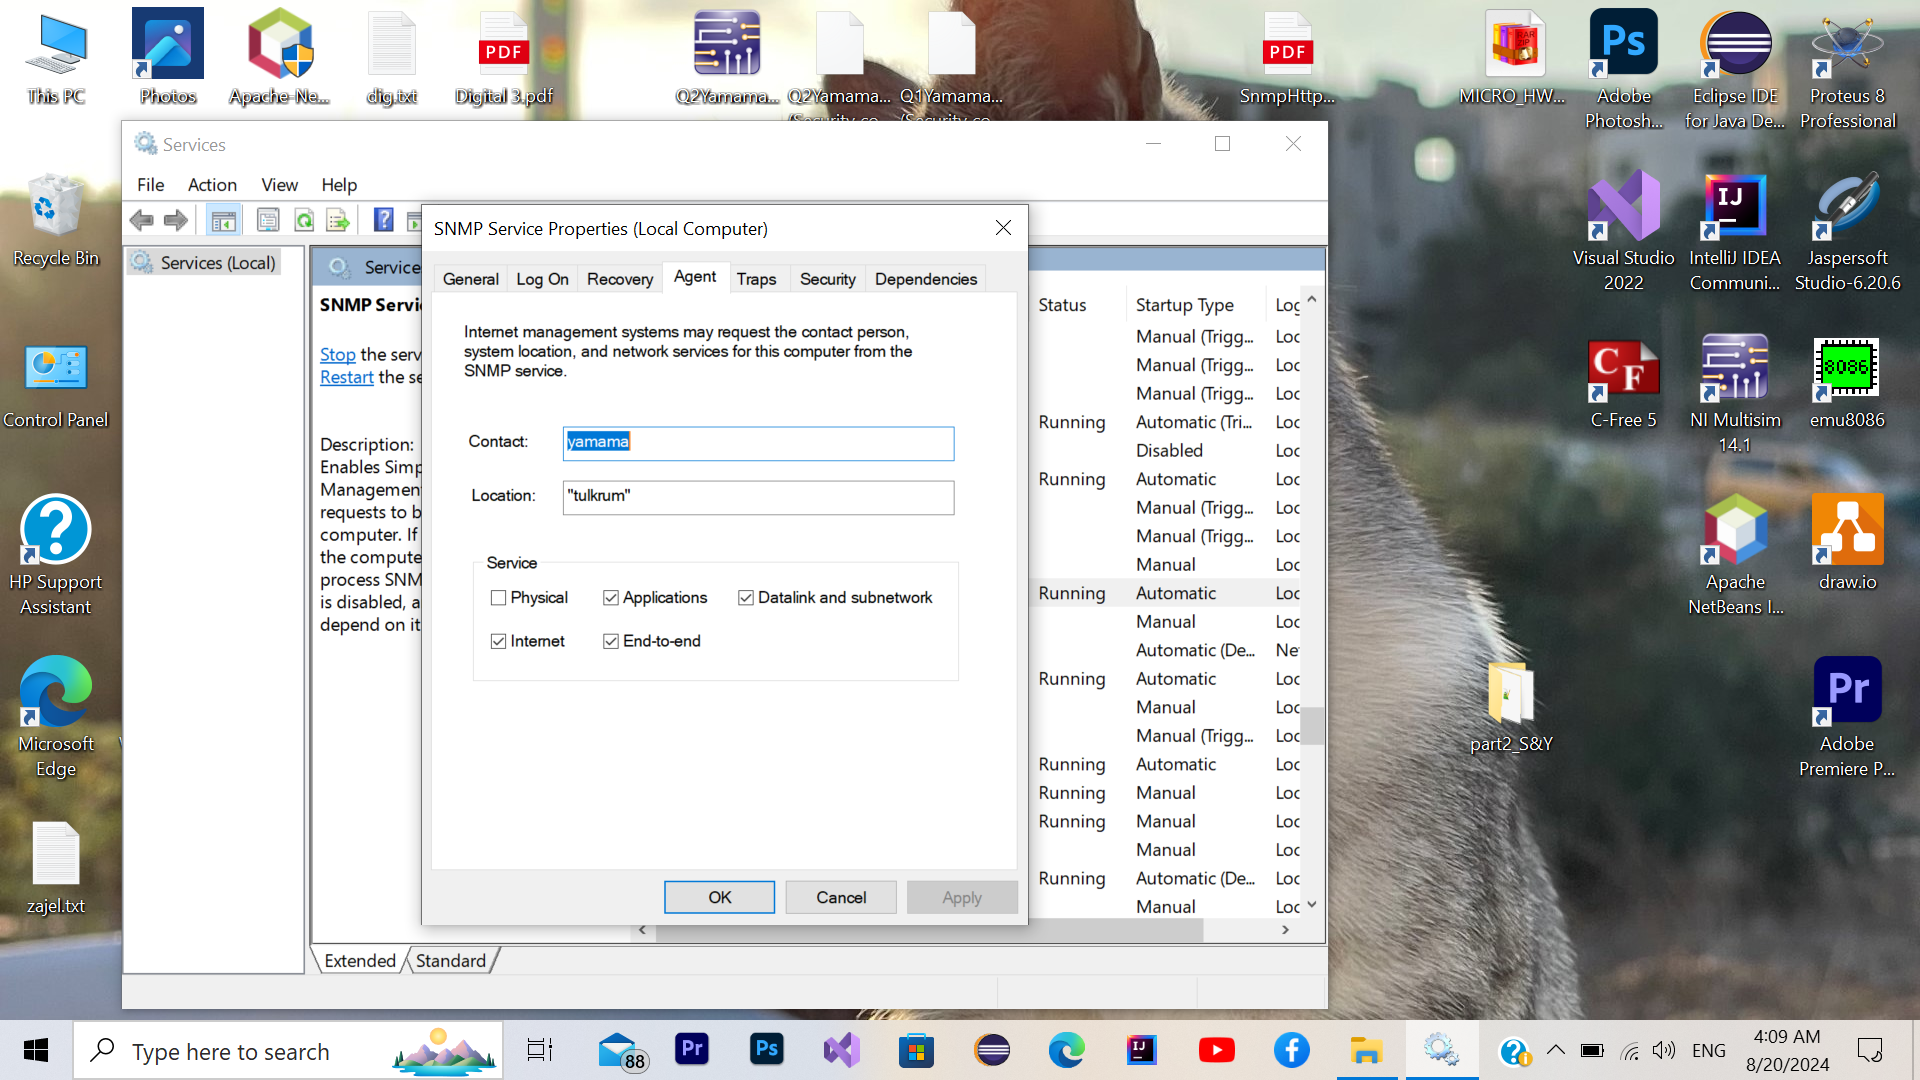 This PC
Photos
Apache-Ne...
dig.txt
PDF
Digital 3.pdf
Q2Yamama...
Q2Yamama...
Q1Yamama...
PDF
SnmpHttp...
MICRO_HW...
Ps
Adobe
Photosh...
Eclipse IDE
for Java De...
Proteus 8
Professional
Recycle Bin
Control Panel
HP Support
Assistant
Microsoft
Edge
zajel.txt
Visual Studio
2022
IJ
IntelliJ IDEA
Communi...
Jaspersoft
Studio-6.20.6
C F
C-Free 5
NI Multisim
14.1
8086
emu8086
Apache
NetBeans I...
draw.io
part2_S&Y
Pr
Adobe
Premiere P...
Services
File Action View Help
Services (Local)
Service
SNMP Servi
Stop the serv
Restart the se
Description:
Enables Simp
Management
requests to b
computer. If
the compute
process SNM
is disabled, a
depend on it
SNMP Service Properties (Local Computer)
General Log On Recovery Agent Traps Security Dependencies
Internet management systems may request the contact person,
system location, and network services for this computer from the
SNMP service.
Contact: yamama
Location: "tulkrum"
Service
Physical Applications Datalink and subnetwork
Internet End-to-end
OK Cancel Apply
Status Startup Type Log
Manual (Trigg... Loc
Manual (Trigg... Loc
Manual (Trigg... Loc
Running Automatic (Tri... Loc
Disabled Loc
Running Automatic Loc
Manual (Trigg... Loc
Manual (Trigg... Loc
Manual Loc
Running Automatic Loc
Manual Loc
Automatic (De... Net
Running Automatic Loc
Manual Loc
Manual (Trigg... Loc
Running Automatic Loc
Running Manual Loc
Running Manual Loc
Manual Loc
Running Automatic (De... Loc
Manual Loc
Extended Standard
Type here to search
88
Pr
Ps
IJ
ENG
4:09 AM
8/20/2024